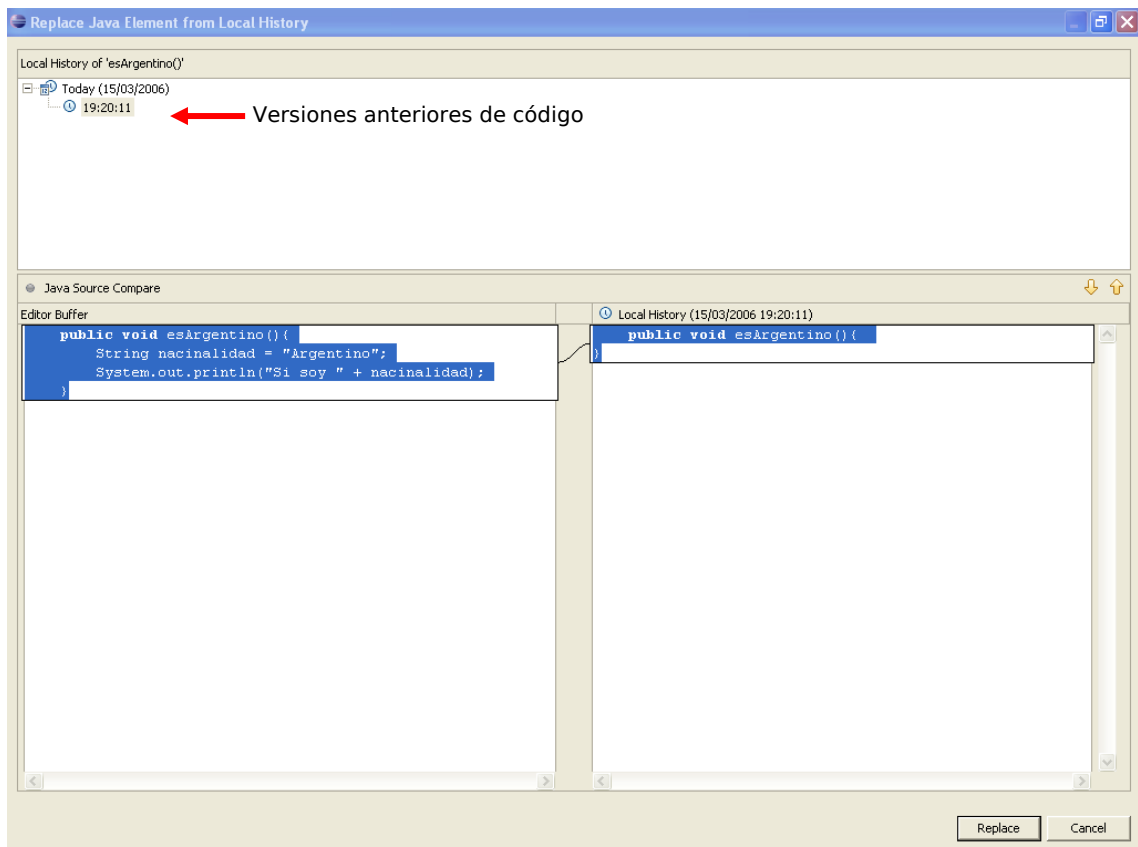 Replace Java Element from Local History
Local History of 'esArgentino()'
Today (15/03/2006)
19:20:11
Versiones anteriores de código
Java Source Compare
Editor Buffer
Local History (15/03/2006 19:20:11)
public void esArgentino(){
String nacinalidad = "Argentino";
System.out.println("Si soy " + nacinalidad);
}
public void esArgentino(){
}
Replace
Cancel